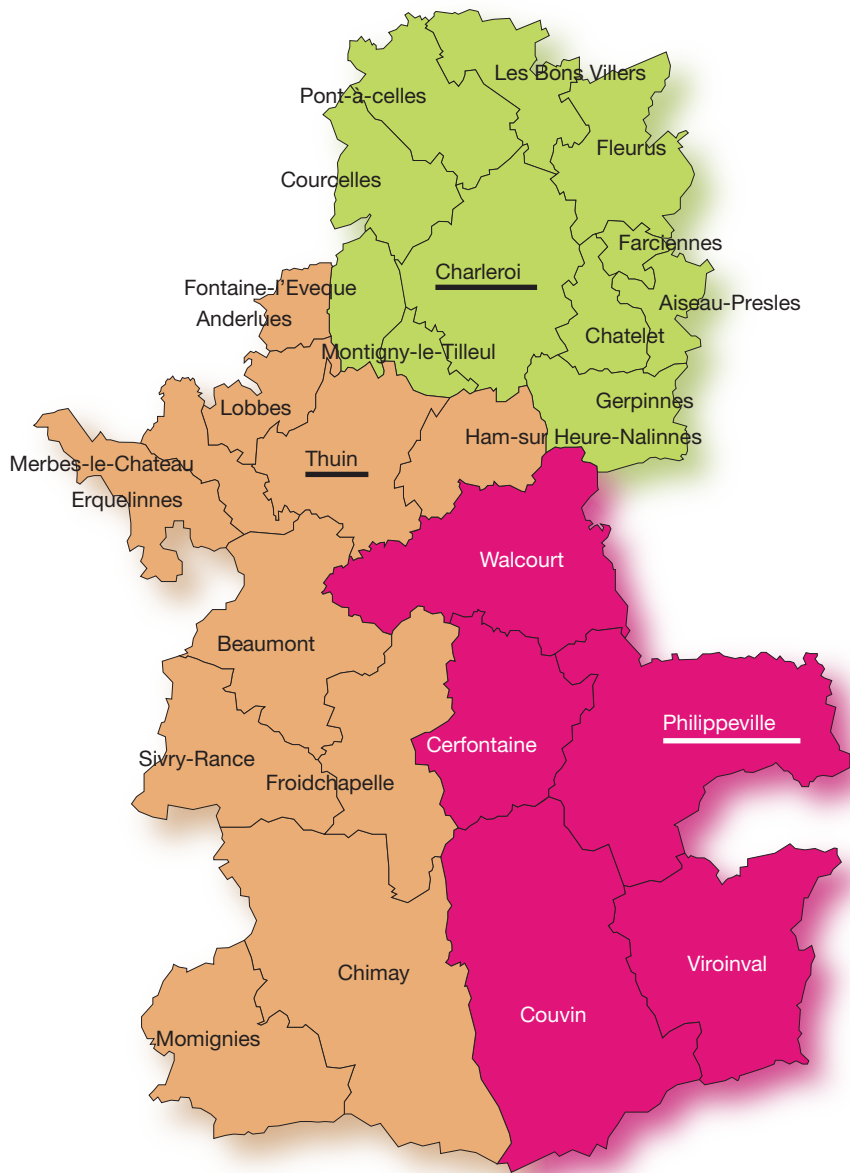 Les Bons Villers
Pont-à-celles
Fleurus
Courcelles
Farciennes
Charleroi
Fontaine-l'Eveque
Aiseau-Presles
Anderlues
Chatelet
Montigny-le-Tilleul
Gerpinnes
Lobbes
Ham-sur Heure-Nalinnes
Thuin
Merbes-le-Chateau
Erquelinnes
Walcourt
Beaumont
Philippeville
Cerfontaine
Sivry-Rance
Froidchapelle
Viroinval
Chimay
Couvin
Momignies